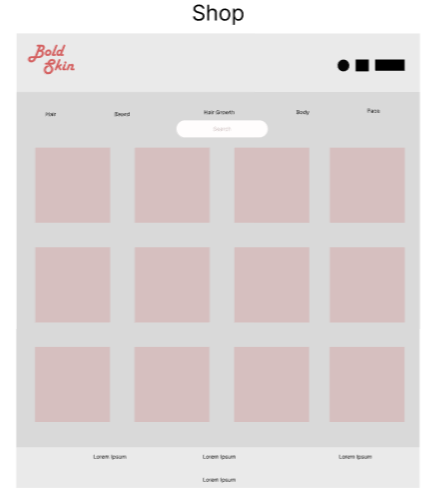 Shop
Bold
Skin
Hair Beard Hair Growth Body Face
Search
Lorem Ipsum Lorem Ipsum Lorem Ipsum
Lorem Ipsum